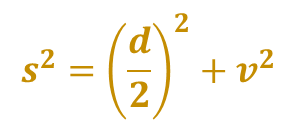 s² = (d/2)² + v²